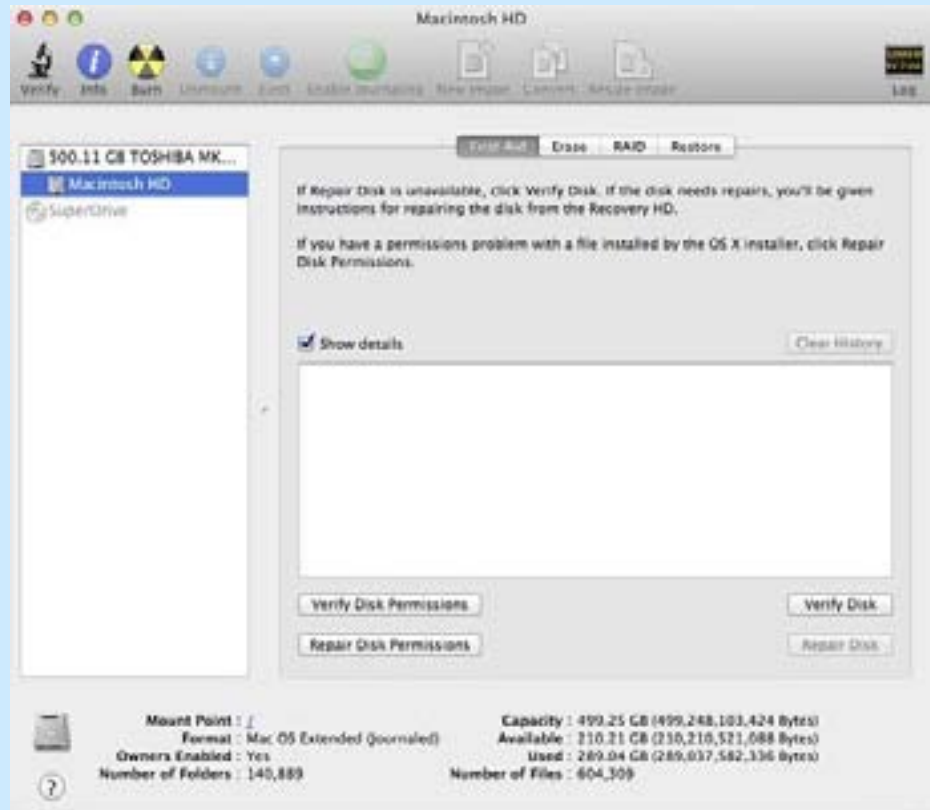 Macintosh HD
Verify Info Burn Unmount Eject Enable Journaling New Image Convert Resize Image Log
500.11 GB TOSHIBA MK...
Macintosh HD
SuperDrive
First Aid Erase RAID Restore
If Repair Disk is unavailable, click Verify Disk. If the disk needs repairs, you'll be given
instructions for repairing the disk from the Recovery HD.
If you have a permissions problem with a file installed by the OS X installer, click Repair
Disk Permissions.
Show details
Clear History
Verify Disk Permissions
Verify Disk
Repair Disk Permissions
Repair Disk
Mount Point : /
Format : Mac OS Extended (Journaled)
Owners Enabled : Yes
Number of Folders : 140,889
Capacity : 499.25 GB (499,248,103,424 Bytes)
Available : 210.21 GB (210,210,521,088 Bytes)
Used : 289.04 GB (289,037,582,336 Bytes)
Number of Files : 604,309
?